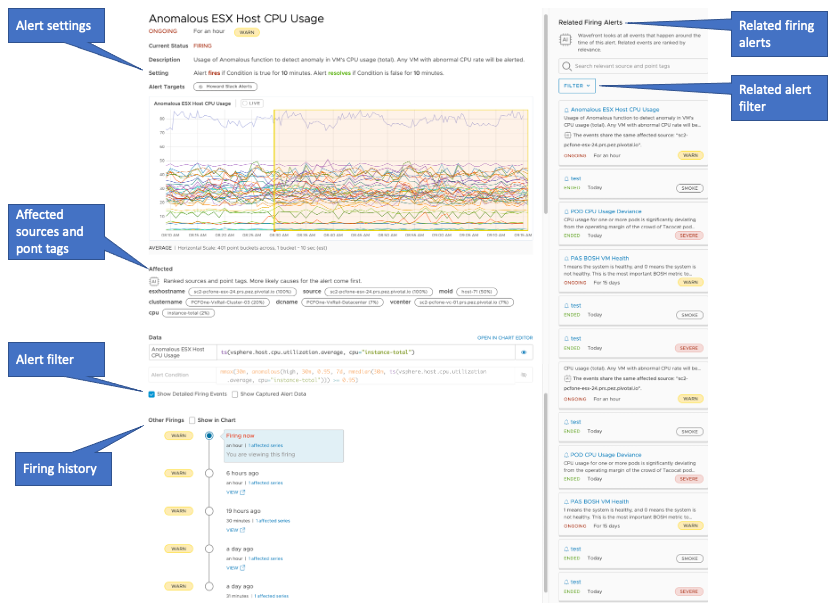 Alert settings
Affected
sources and
pont tags
Alert filter
Firing history
Anomalous ESX Host CPU Usage
ONGOING For an hour WARN
Current Status FIRING
Description Usage of Anomalous function to detect anomaly in VM's CPU usage (total). Any VM with abnormal CPU rate will be alerted.
Setting Alert fires if Condition is true for 10 minutes. Alert resolves if Condition is false for 10 minutes.
Alert Targets
Anomalous ESX Host CPU Usage LIVE
80
70
60
50
40
30
20
10
AVERAGE | Horizontal Scale: 401 point buckets across, 1 bucket - 10 sec (est)
Affected
Ranked sources and point tags. More likely causes for the alert come first.
esxhostname sc2-pcfone-esx-24.prs.pez.pivotal.io (100%) source sc2-pcfone-esx-24.prs.pez.pivotal.io (100%) moid host-71 (50%)
clustername PCFOne-VxRail-Cluster-03 (20%) dcname PCFOne-VxRail-Datacenter (7%) vcenter
cpu instance-total (2%)
Data OPEN IN CHART EDITOR
Anomalous ESX Host
CPU Usage ts(vsphere.host.cpu.utilization.average, cpu="instance-total")
Alert Condition
.average, cpu="instance-total"))) >= 0.95)
Show Detailed Firing Events Show Captured Alert Data
Other Firings Show in Chart
WARN Firing now
an hour | 1 affected series
You are viewing this firing
WARN 6 hours ago
an hour | 1 affected series
VIEW
WARN 19 hours ago
30 minutes | 1 affected series
VIEW
WARN a day ago
an hour | 1 affected series
VIEW
WARN a day ago
31 minutes | 1 affected series
Related Firing Alerts
Wavefront looks at all events that happen around the
time of this alert. Related events are ranked by
relevance.
Search relevant source and point tags
FILTER
Anomalous ESX Host CPU Usage
Usage of Anomalous function to detect anomaly in VM's
CPU usage (total). Any VM with abnormal CPU rate will be...
The events share the same affected source: "sc2-
pcfone-esx-24.prs.pez.pivotal.io".
ONGOING For an hour WARN
test
ENDED Today SMOKE
POD CPU Usage Deviance
CPU usage for one or more pods is significantly deviating
from the operating margin of the crowd of Tacocat pod...
ENDED Today SEVERE
PAS BOSH VM Health
1 means the system is healthy, and 0 means the system is
not healthy. This is the most important BOSH metric to...
ONGOING For 15 days WARN
test
ENDED Today SMOKE
test
ENDED Today SEVERE
CPU usage (total). Any VM with abnormal CPU rate will be...
The events share the same affected source: "sc2-
pcfone-esx-24.prs.pez.pivotal.io".
ONGOING For an hour WARN
test
ENDED Today SMOKE
POD CPU Usage Deviance
CPU usage for one or more pods is significantly deviating
from the operating margin of the crowd of Tacocat pod...
ENDED Today SEVERE
PAS BOSH VM Health
1 means the system is healthy, and 0 means the system is
not healthy. This is the most important BOSH metric to...
ONGOING For 15 days WARN
test
ENDED Today SMOKE
test
ENDED Today SEVERE
Related firing
alerts
Related alert
filter